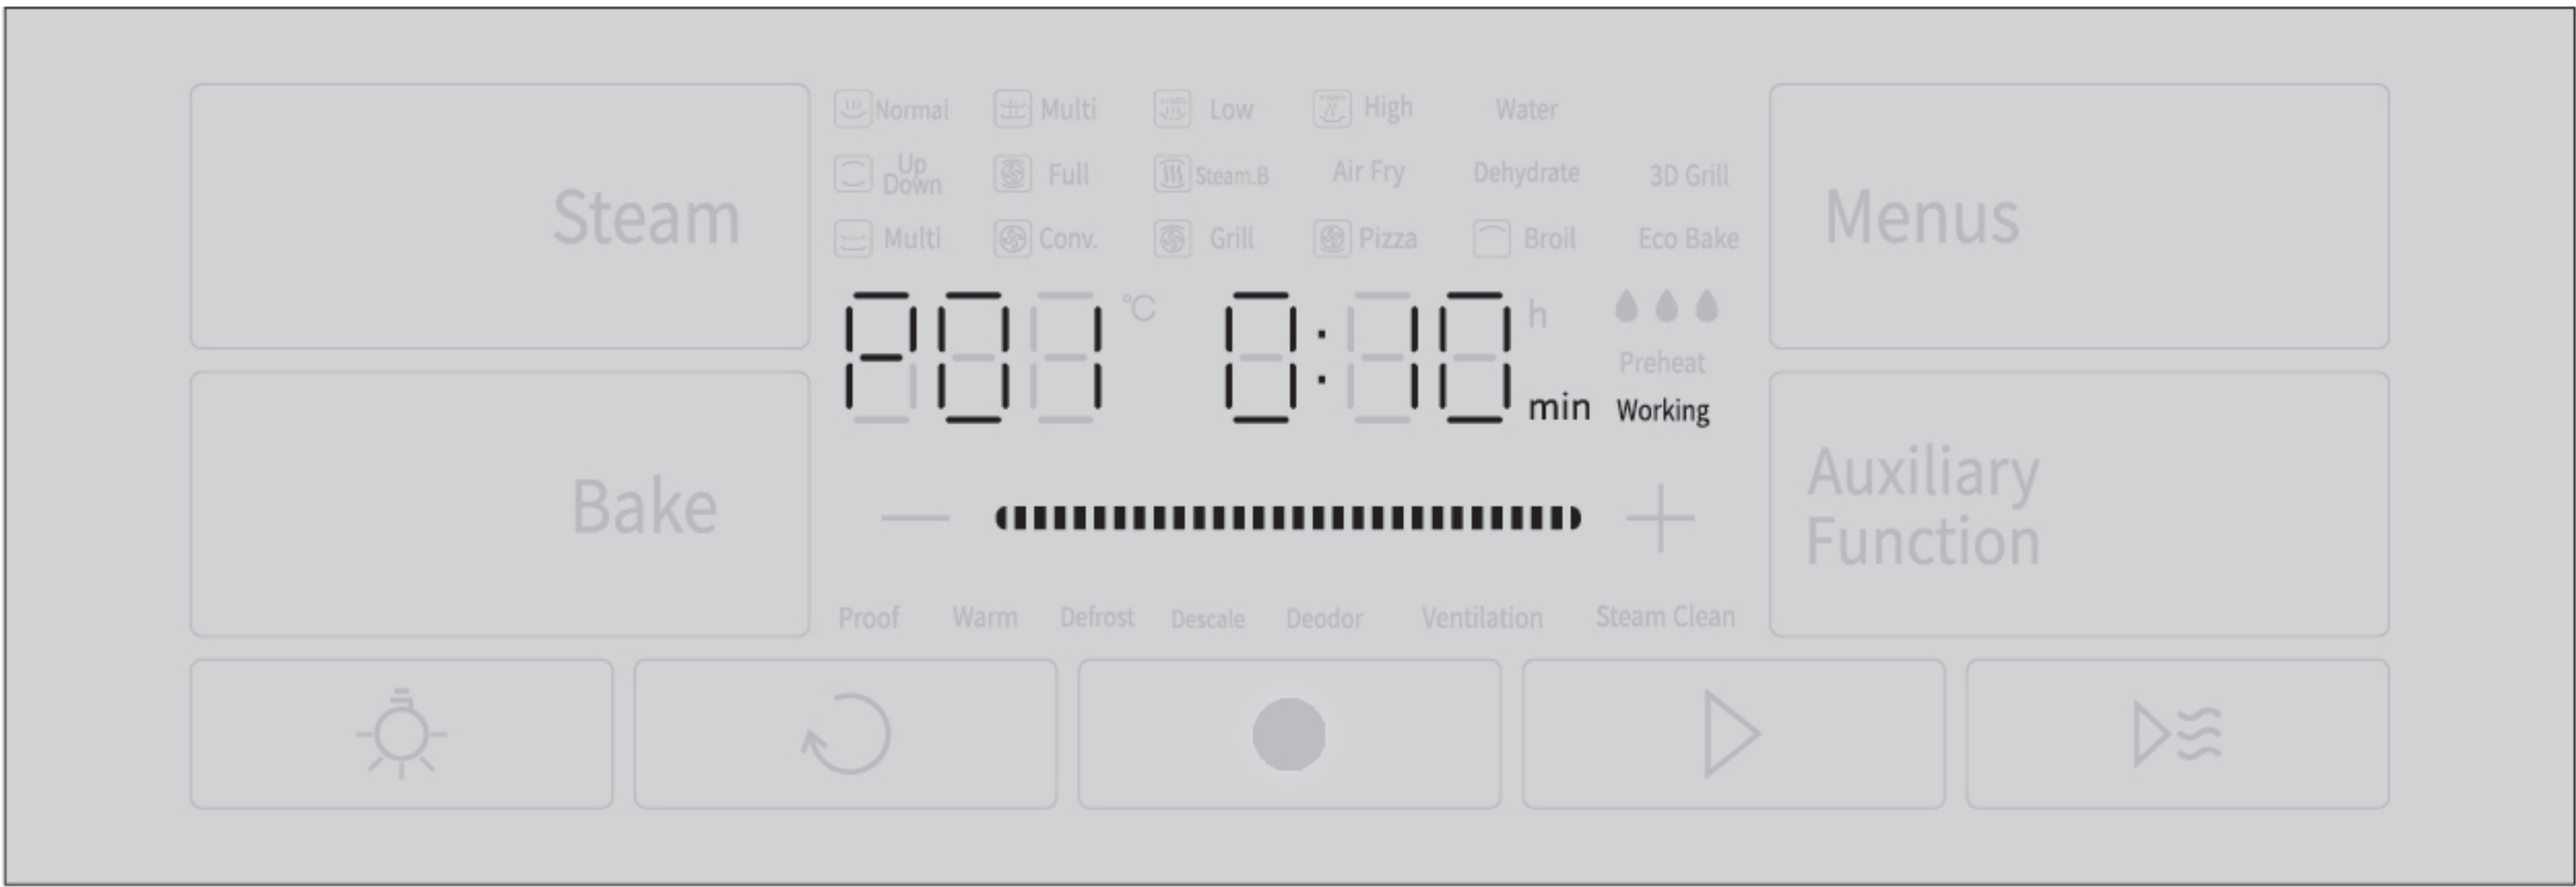 Normal Multi Low High Water
Up Down Full Steam.B Air Fry Dehydrate 3D Grill
Multi Conv. Grill Pizza Broil Eco Bake
Steam
Menus
P01 °C 0:10 h min
Preheat
Working
Bake
Auxiliary
Function
Proof Warm Defrost Descale Deodor Ventilation Steam Clean